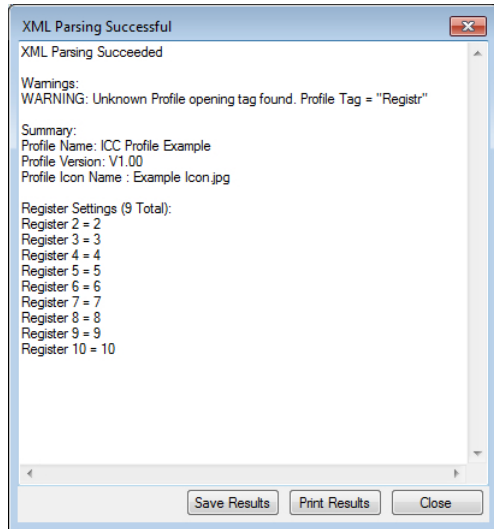 XML Parsing Successful
XML Parsing Succeeded
Warnings:
WARNING: Unknown Profile opening tag found. Profile Tag = "Registr"
Summary:
Profile Name: ICC Profile Example
Profile Version: V1.00
Profile Icon Name : Example Icon.jpg
Register Settings (9 Total):
Register 2 = 2
Register 3 = 3
Register 4 = 4
Register 5 = 5
Register 6 = 6
Register 7 = 7
Register 8 = 8
Register 9 = 9
Register 10 = 10
Save Results
Print Results
Close